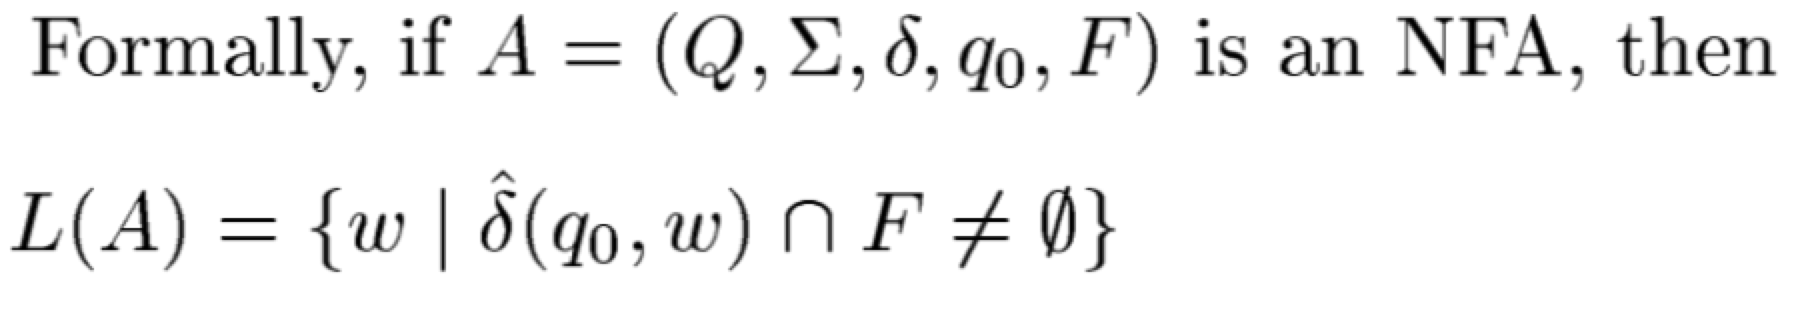 Formally, if A = (Q, Σ, δ, q₀, F) is an NFA, then
L(A) = {w | δ̂(q₀, w) ∩ F ≠ ∅}